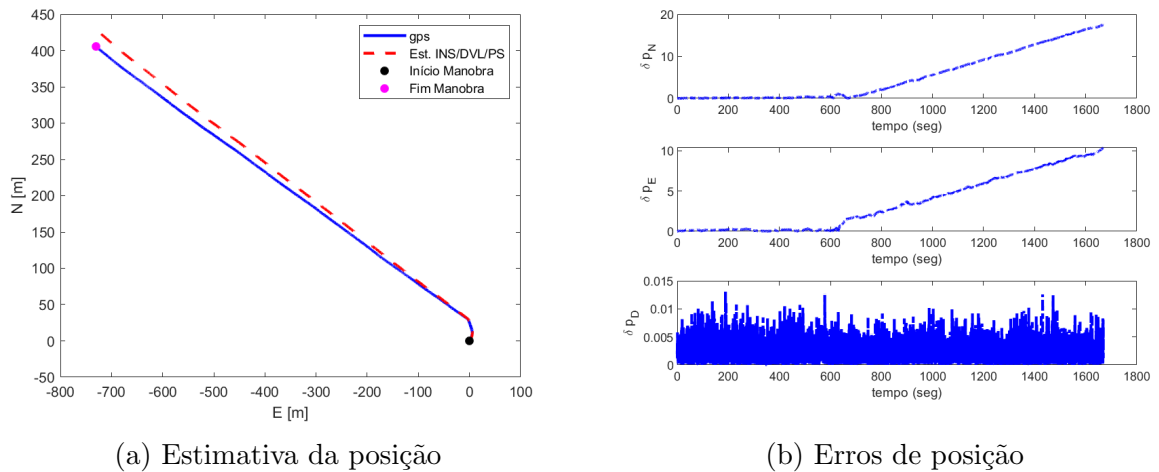 450
400
350
300
250
200
150
100
50
0
-50
N [m]
-800 -700 -600 -500 -400 -300 -200 -100 0 100
E [m]
gps
Est. INS/DVL/PS
Início Manobra
Fim Manobra
(a) Estimativa da posição
20
10
0
δ p_N
0 200 400 600 800 1000 1200 1400 1600 1800
tempo (seg)
10
5
0
δ p_E
0 200 400 600 800 1000 1200 1400 1600 1800
tempo (seg)
0.015
0.01
0.005
0
δ p_D
0 200 400 600 800 1000 1200 1400 1600 1800
tempo (seg)
(b) Erros de posição